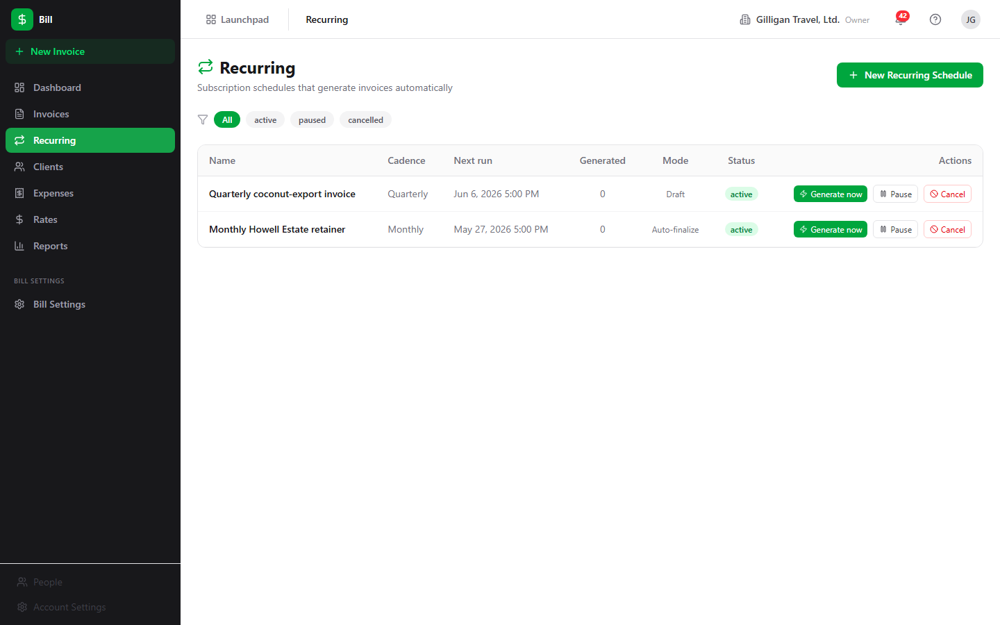 Bill
New Invoice
Dashboard
Invoices
Recurring
Clients
Expenses
Rates
Reports
BILL SETTINGS
Bill Settings
People
Account Settings
Launchpad
Recurring
Gilligan Travel, Ltd. Owner
42
JG
Recurring
Subscription schedules that generate invoices automatically
New Recurring Schedule
All active paused cancelled
Name Cadence Next run Generated Mode Status Actions
Quarterly coconut-export invoice Quarterly Jun 6, 2026 5:00 PM 0 Draft active Generate now Pause Cancel
Monthly Howell Estate retainer Monthly May 27, 2026 5:00 PM 0 Auto-finalize active Generate now Pause Cancel